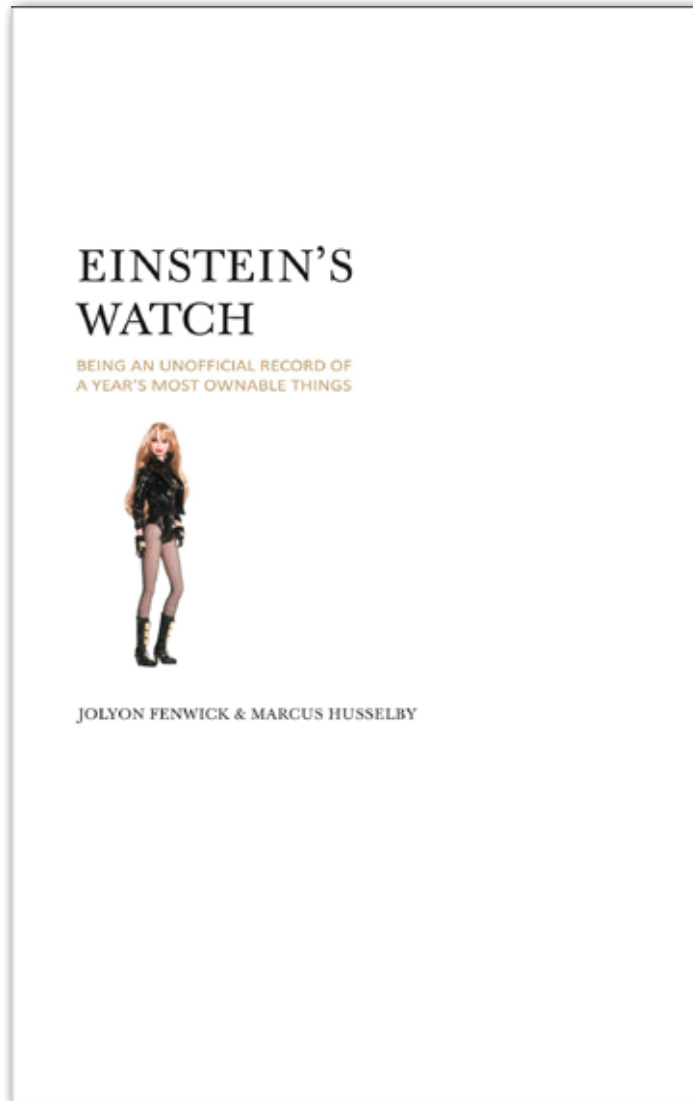 EINSTEIN’S
WATCH
BEING AN UNOFFICIAL RECORD OF
A YEAR’S MOST OWNABLE THINGS
JOLYON FENWICK & MARCUS HUSSELBY